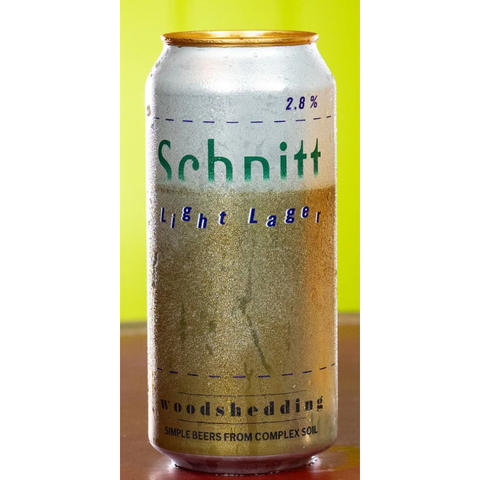 2.8%
Schnitt
Light Lager
woodshedding
SIMPLE BEERS FROM COMPLEX SOIL